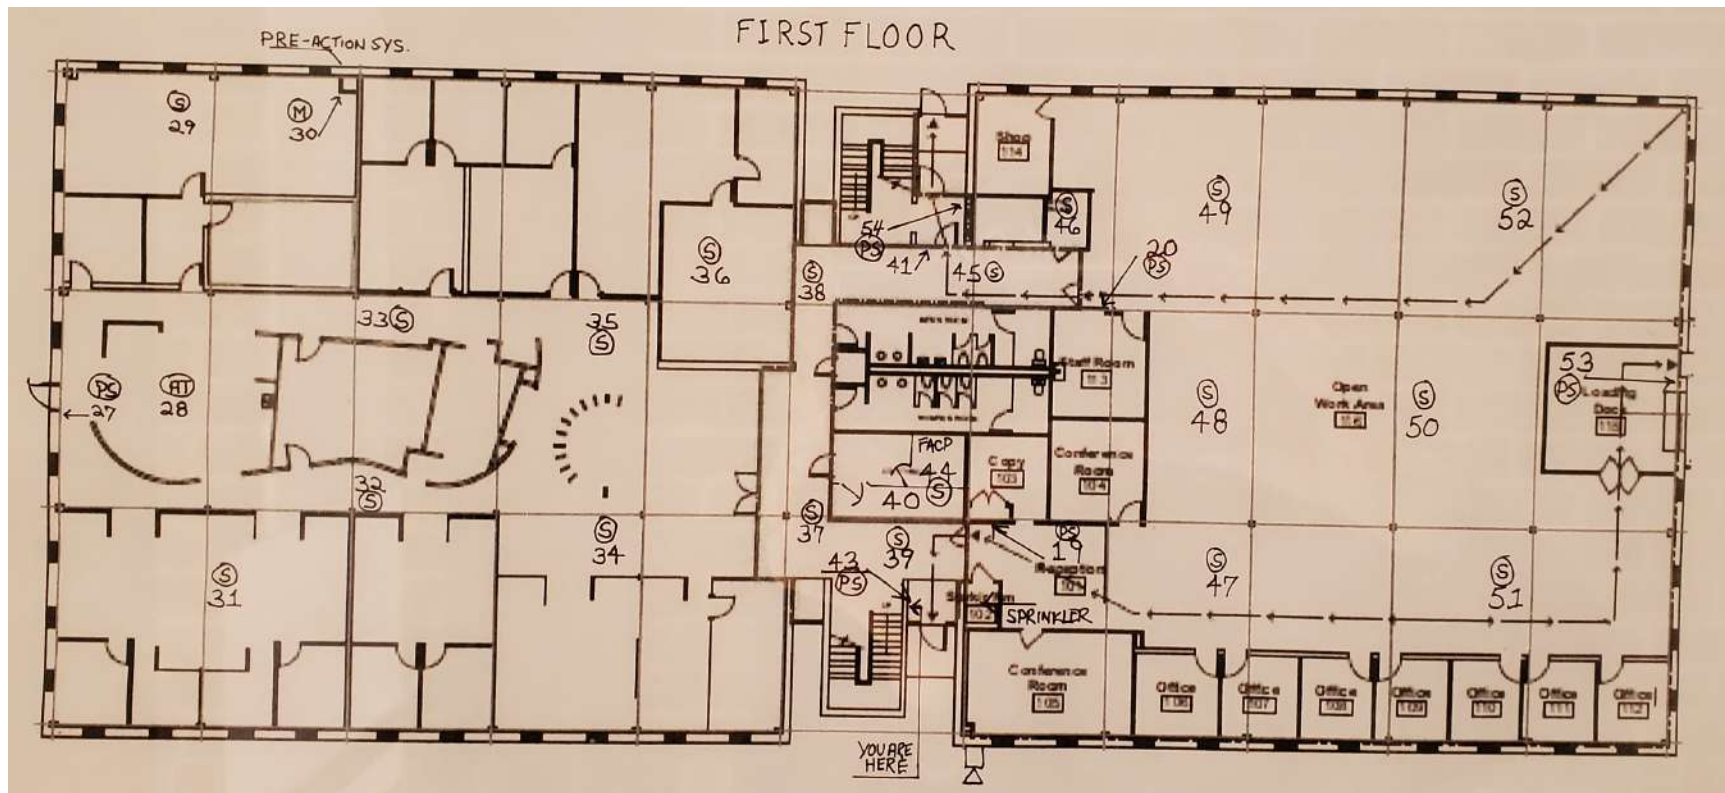 FIRST FLOOR
PRE-ACTION SYS.
S
29
M
30
Shop
114
S
46
S
49
S
52
54
PS
41
45 S
20
PS
S
36
S
38
33 S
35
S
PS
27
AT
28
Staff Room
113
S
48
Open
Work Area
116
S
50
53
PS
Loading
Dock
115
FACP
44
40 S
Copy
103
Conference
Room
104
32
S
S
34
S
37
S
39
PS
19
Reception
101
S
47
S
51
S
31
43
PS
UP
102
SPRINKLER
Conference
Room
105
Office
106
Office
107
Office
108
Office
109
Office
110
Office
111
Office
112
YOU ARE
HERE